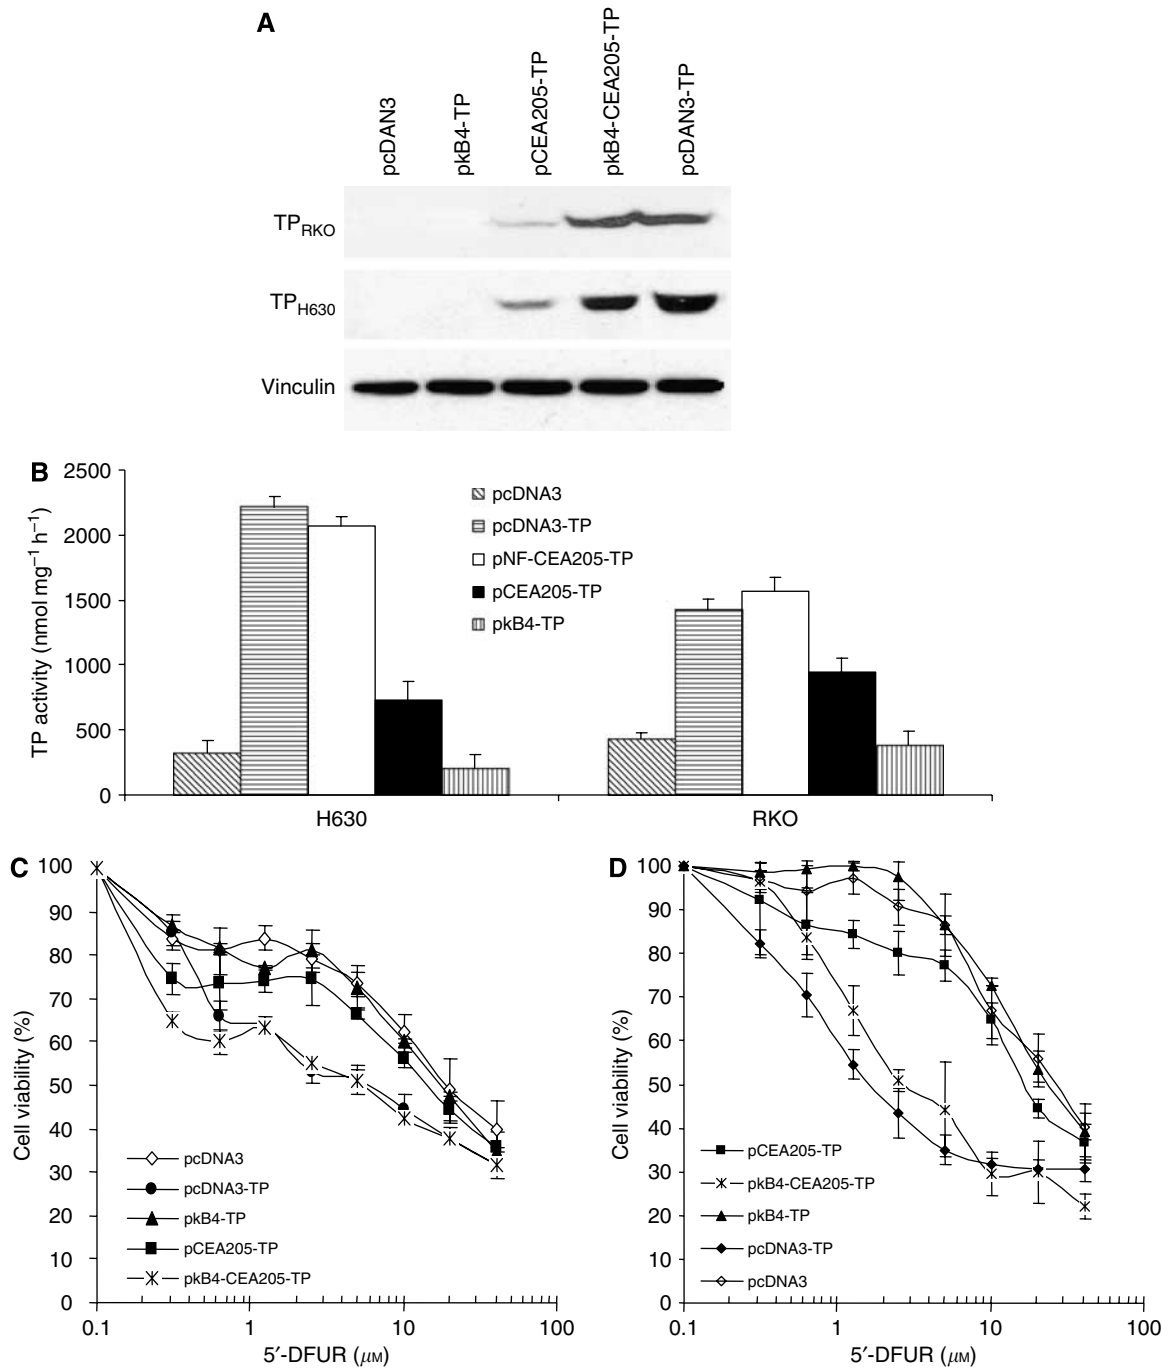 A
pcDAN3
pkB4-TP
pCEA205-TP
pkB4-CEA205-TP
pcDAN3-TP
TPRKO
TPH630
Vinculin
B
TP activity (nmol mg⁻¹ h⁻¹)
2500
2000
1500
1000
500
0
pcDNA3
pcDNA3-TP
pNF-CEA205-TP
pCEA205-TP
pkB4-TP
H630
RKO
C
Cell viability (%)
100
90
80
70
60
50
40
30
20
10
0
pcDNA3
pcDNA3-TP
pkB4-TP
pCEA205-TP
pkB4-CEA205-TP
0.1
1
10
100
5′-DFUR (μM)
D
Cell viability (%)
100
90
80
70
60
50
40
30
20
10
0
pCEA205-TP
pkB4-CEA205-TP
pkB4-TP
pcDNA3-TP
pcDNA3
0.1
1
10
100
5′-DFUR (μM)